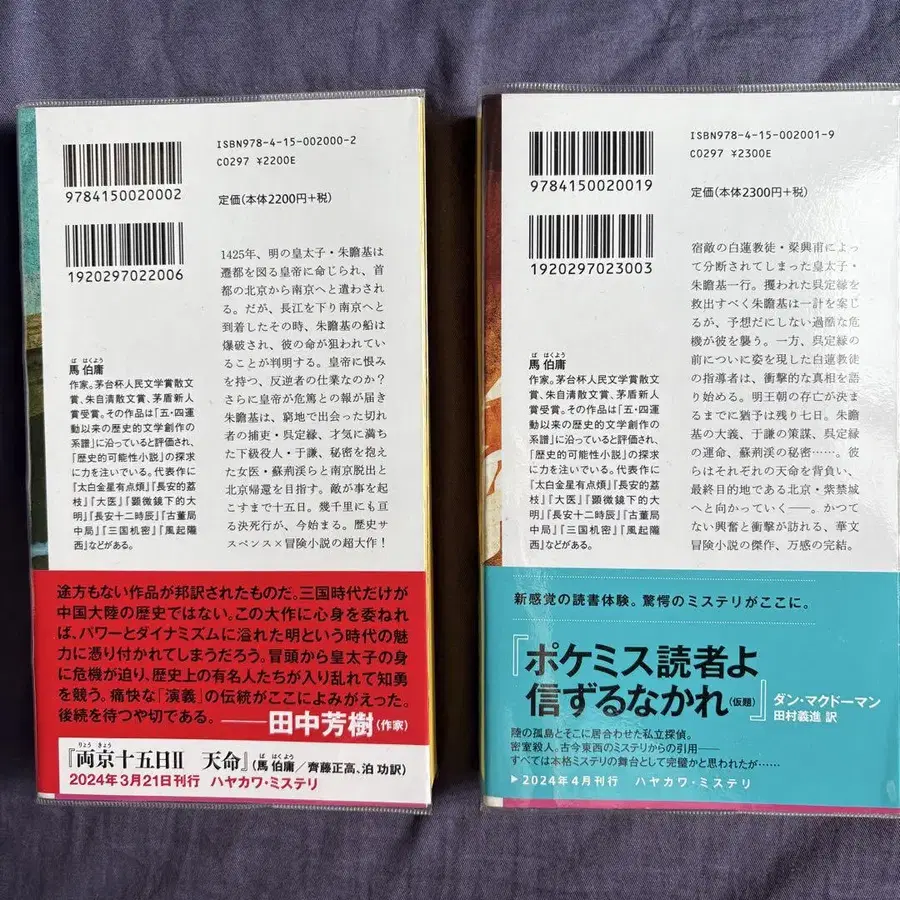 ISBN978-4-15-002000-2
C0297 ¥2200E
9784150020002
定価(本体2200円+税)
1920297022006
1425年、明の皇太子・朱瞻基は
遷都を図る皇帝に命じられ、首
都の北京から南京へと遣わされ
る。だが、長江を下り南京へと
到着したその時、朱瞻基の船は
爆破され、彼の命が狙われてい
ることが判明する。皇帝に恨み
を持つ、反逆者の仕業なのか?
さらに皇帝が危篤との報が届き
朱瞻基は、窮地で出会った切れ
者の捕吏・呉定縁、才気に満ち
た下級役人・于謙、秘密を抱え
た女医・蘇荊渓らと南京脱出と
北京帰還を目指す。敵が事を起
こすまで十五日。幾千里にも亘
る決死行が、今始まる。歴史サ
スペンス×冒険小説の超大作!
ば はくよう
馬 伯庸
作家。茅台杯人民文学賞散文
賞、朱自清散文賞、茅盾新人
賞受賞。その作品は「五・四運
動以来の歴史的文学創作の
系譜」に沿っていると評価され、
「歴史的可能性小説」の探求
に力を注いでいる。代表作に
『太白金星有点煩』『長安的荔
枝』『大医』『顕微鏡下的大
明』『長安十二時辰』『古董局
中局』『三国机密』『風起隴
西』などがある。
途方もない作品が邦訳されたものだ。三国時代だけが
中国大陸の歴史ではない。この大作に心身を委ねれ
ば、パワーとダイナミズムに溢れた明という時代の魅
力に憑り付かれてしまうだろう。冒頭から皇太子の身
に危機が迫り、歴史上の有名人たちが入り乱れて知勇
を競う。痛快な「演義」の伝統がここによみがえった。
後続を待つや切である。——田中芳樹(作家)
りょう きょう
ば はくよう
『両京十五日II 天命』(馬 伯庸/齊藤正高、泊 功訳)
2024年3月21日刊行 ハヤカワ・ミステリ
ISBN978-4-15-002001-9
C0297 ¥2300E
9784150020019
定価(本体2300円+税)
1920297023003
宿敵の白蓮教徒・梁興甫によっ
て分断されてしまった皇太子・
朱瞻基一行。攫われた呉定縁を
救出すべく朱瞻基は一計を案じ
るが、予想だにしない過酷な危
機が彼を襲う。一方、呉定縁の
前についに姿を現した白蓮教徒
の指導者は、衝撃的な真相を語
り始める。明王朝の存亡が決
まるまでに猶予は残り七日。朱瞻
基の大義、于謙の策謀、呉定縁
の運命、蘇荊渓の秘密……。彼
らはそれぞれの天命を背負い、
最終目的地である北京・紫禁城
へと向かっていく——。かつて
ない興奮と衝撃が訪れる、華文
冒険小説の傑作、万感の完結。
ば はくよう
馬 伯庸
作家。茅台杯人民文学賞散文
賞、朱自清散文賞、茅盾新人
賞受賞。その作品は「五・四運
動以来の歴史的文学創作の
系譜」に沿っていると評価され、
「歴史的可能性小説」の探求
に力を注いでいる。代表作に
『太白金星有点煩』『長安的荔
枝』『大医』『顕微鏡下的大
明』『長安十二時辰』『古董局
中局』『三国机密』『風起隴
西』などがある。
新感覚の読書体験。驚愕のミステリがここに。
『ポケミス読者よ
信ずるなかれ(仮題)』
ダン・マクドーマン
田村義進 訳
陸の孤島とそこに居合わせた私立探偵。
密室殺人。古今東西のミステリからの引用——
すべては本格ミステリの舞台として完璧かと思われたが……
▶2024年4月刊行 ハヤカワ・ミステリ